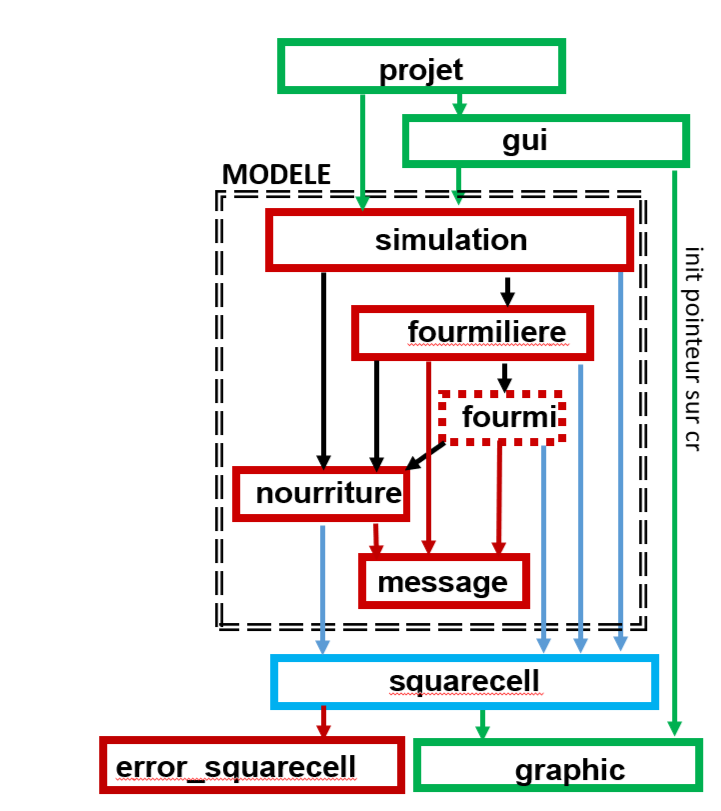 projet
gui
MODELE
simulation
init pointeur sur cr
fourmiliere
fourmi
nourriture
message
squarecell
error_squarecell
graphic